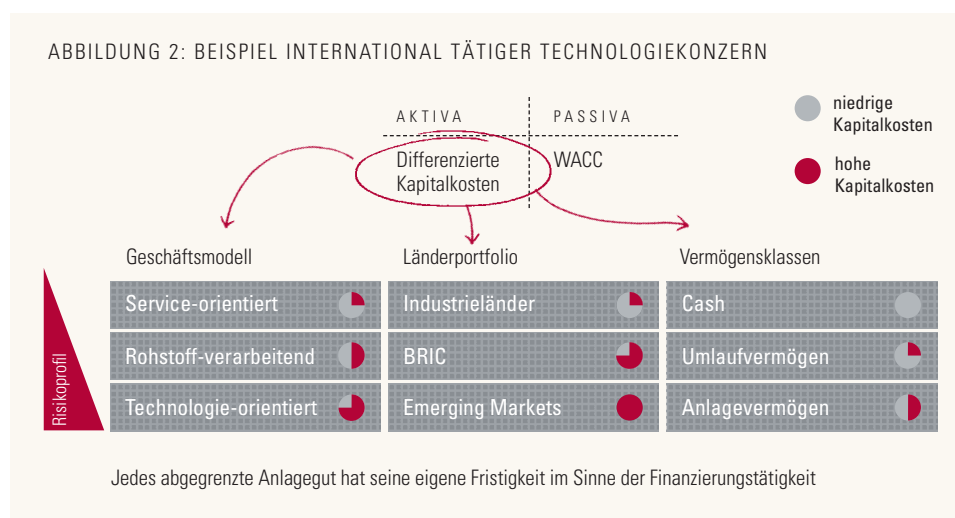 ABBILDUNG 2: BEISPIEL INTERNATIONAL TÄTIGER TECHNOLOGIEKONZERN
AKTIVA
PASSIVA
Differenzierte
Kapitalkosten
WACC
niedrige
Kapitalkosten
hohe
Kapitalkosten
Geschäftsmodell
Länderportfolio
Vermögensklassen
Risikoprofil
Service-orientiert
Industrieländer
Cash
Rohstoff-verarbeitend
BRIC
Umlaufvermögen
Technologie-orientiert
Emerging Markets
Anlagevermögen
Jedes abgegrenzte Anlagegut hat seine eigene Fristigkeit im Sinne der Finanzierungstätigkeit